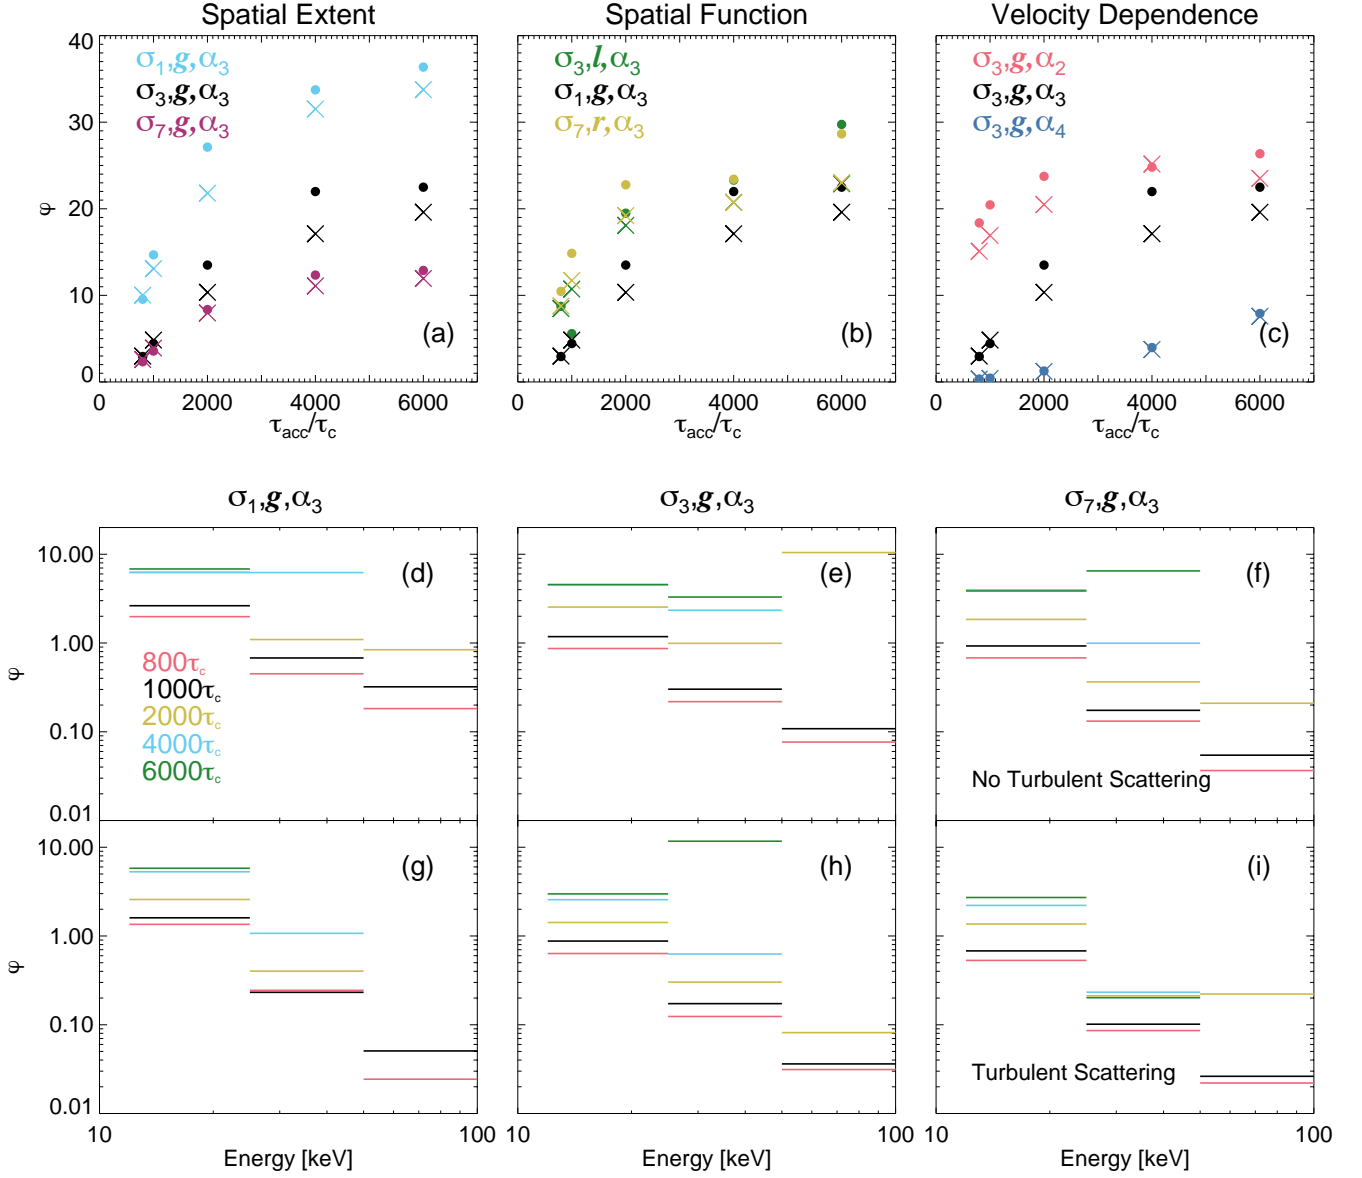 Spatial Extent
Spatial Function
Velocity Dependence
40
30
20
10
0
φ
σ1,g,α3
σ3,g,α3
σ7,g,α3
(a)
0 2000 4000 6000
τacc/τc
σ3,l,α3
σ1,g,α3
σ7,r,α3
(b)
0 2000 4000 6000
τacc/τc
σ3,g,α2
σ3,g,α3
σ3,g,α4
(c)
0 2000 4000 6000
τacc/τc
σ1,g,α3
σ3,g,α3
σ7,g,α3
10.00
1.00
0.10
0.01
φ
(d)
800τc
1000τc
2000τc
4000τc
6000τc
(e)
(f)
No Turbulent Scattering
10.00
1.00
0.10
0.01
φ
(g)
(h)
(i)
Turbulent Scattering
10 100
10 100
10 100
Energy [keV]
Energy [keV]
Energy [keV]